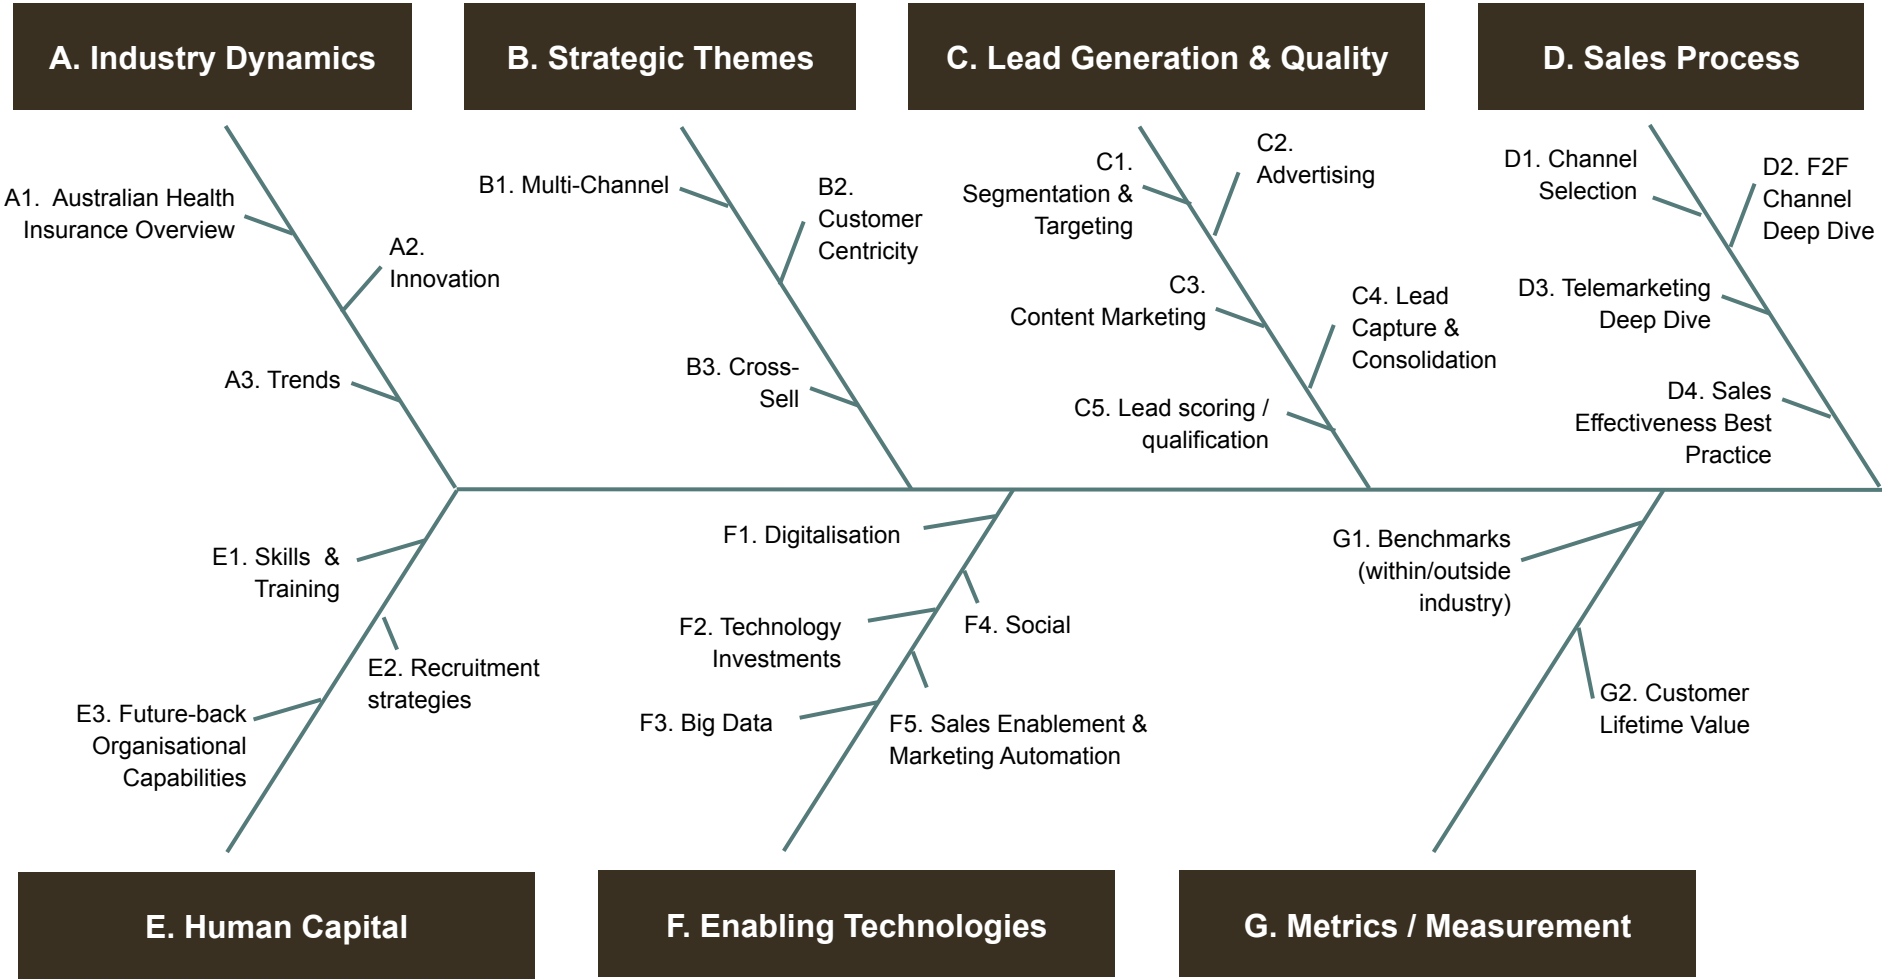 A. Industry Dynamics
B. Strategic Themes
C. Lead Generation & Quality
D. Sales Process
A1.  Australian Health
Insurance Overview
A2.
Innovation
A3. Trends
B1. Multi-Channel
B2.
Customer
Centricity
B3. Cross-
Sell
C1.
Segmentation &
Targeting
C2.
Advertising
C3.
Content Marketing
C4. Lead
Capture &
Consolidation
C5. Lead scoring /
qualification
D1. Channel
Selection
D2. F2F
Channel
Deep Dive
D3. Telemarketing
Deep Dive
D4. Sales
Effectiveness Best
Practice
E1. Skills  &
Training
E2. Recruitment
strategies
E3. Future-back
Organisational
Capabilities
F1. Digitalisation
F4. Social
F2. Technology
Investments
F3. Big Data
F5. Sales Enablement &
Marketing Automation
G1. Benchmarks
(within/outside
industry)
G2. Customer
Lifetime Value
E. Human Capital
F. Enabling Technologies
G. Metrics / Measurement